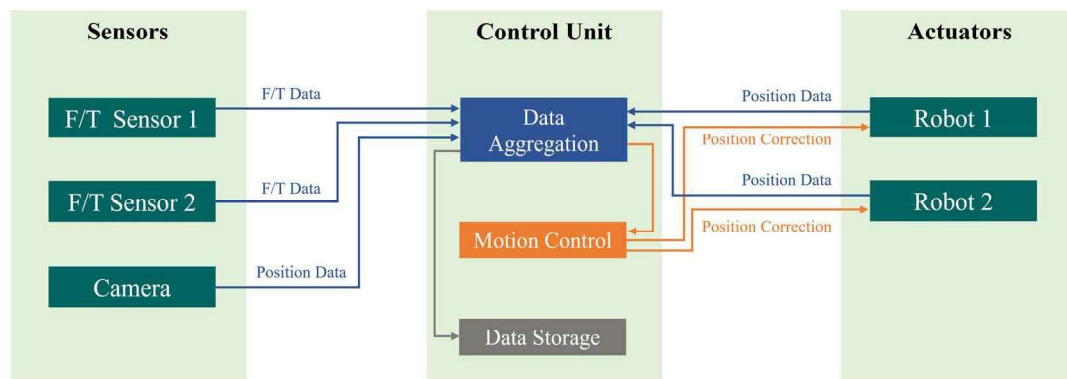 Sensors
Control Unit
Actuators
F/T Sensor 1
F/T Data
Data
Aggregation
Position Data
Robot 1
Position Correction
F/T Sensor 2
F/T Data
Position Data
Robot 2
Motion Control
Position Correction
Camera
Position Data
Data Storage